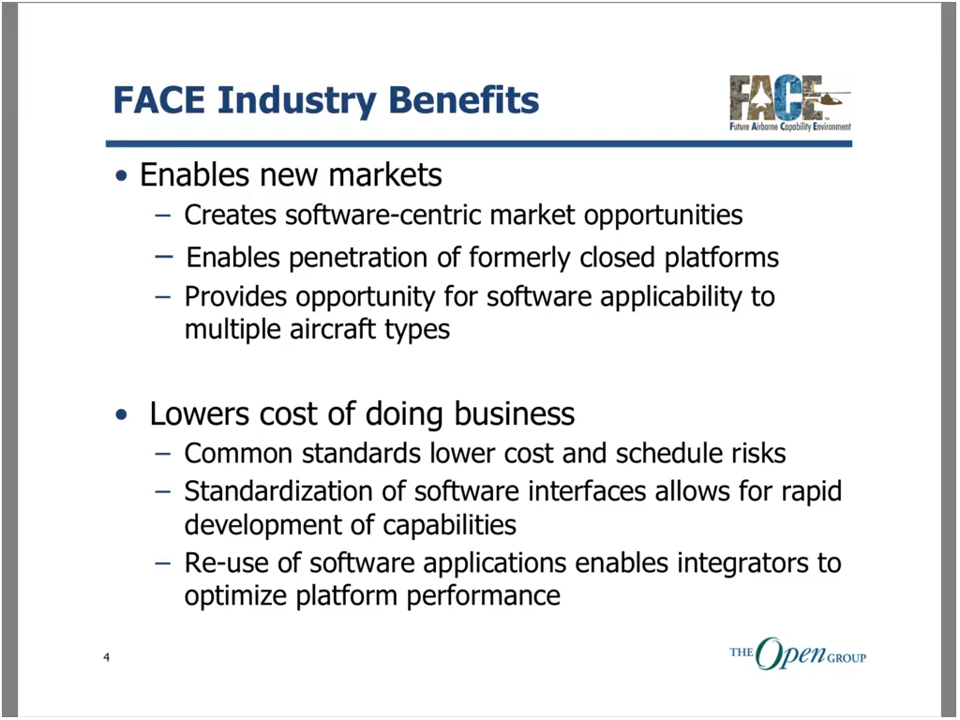 FACE Industry Benefits
FACE
Future Airborne Capability Environment
• Enables new markets
– Creates software-centric market opportunities
– Enables penetration of formerly closed platforms
– Provides opportunity for software applicability to
multiple aircraft types
• Lowers cost of doing business
– Common standards lower cost and schedule risks
– Standardization of software interfaces allows for rapid
development of capabilities
– Re-use of software applications enables integrators to
optimize platform performance
4
THE Open GROUP